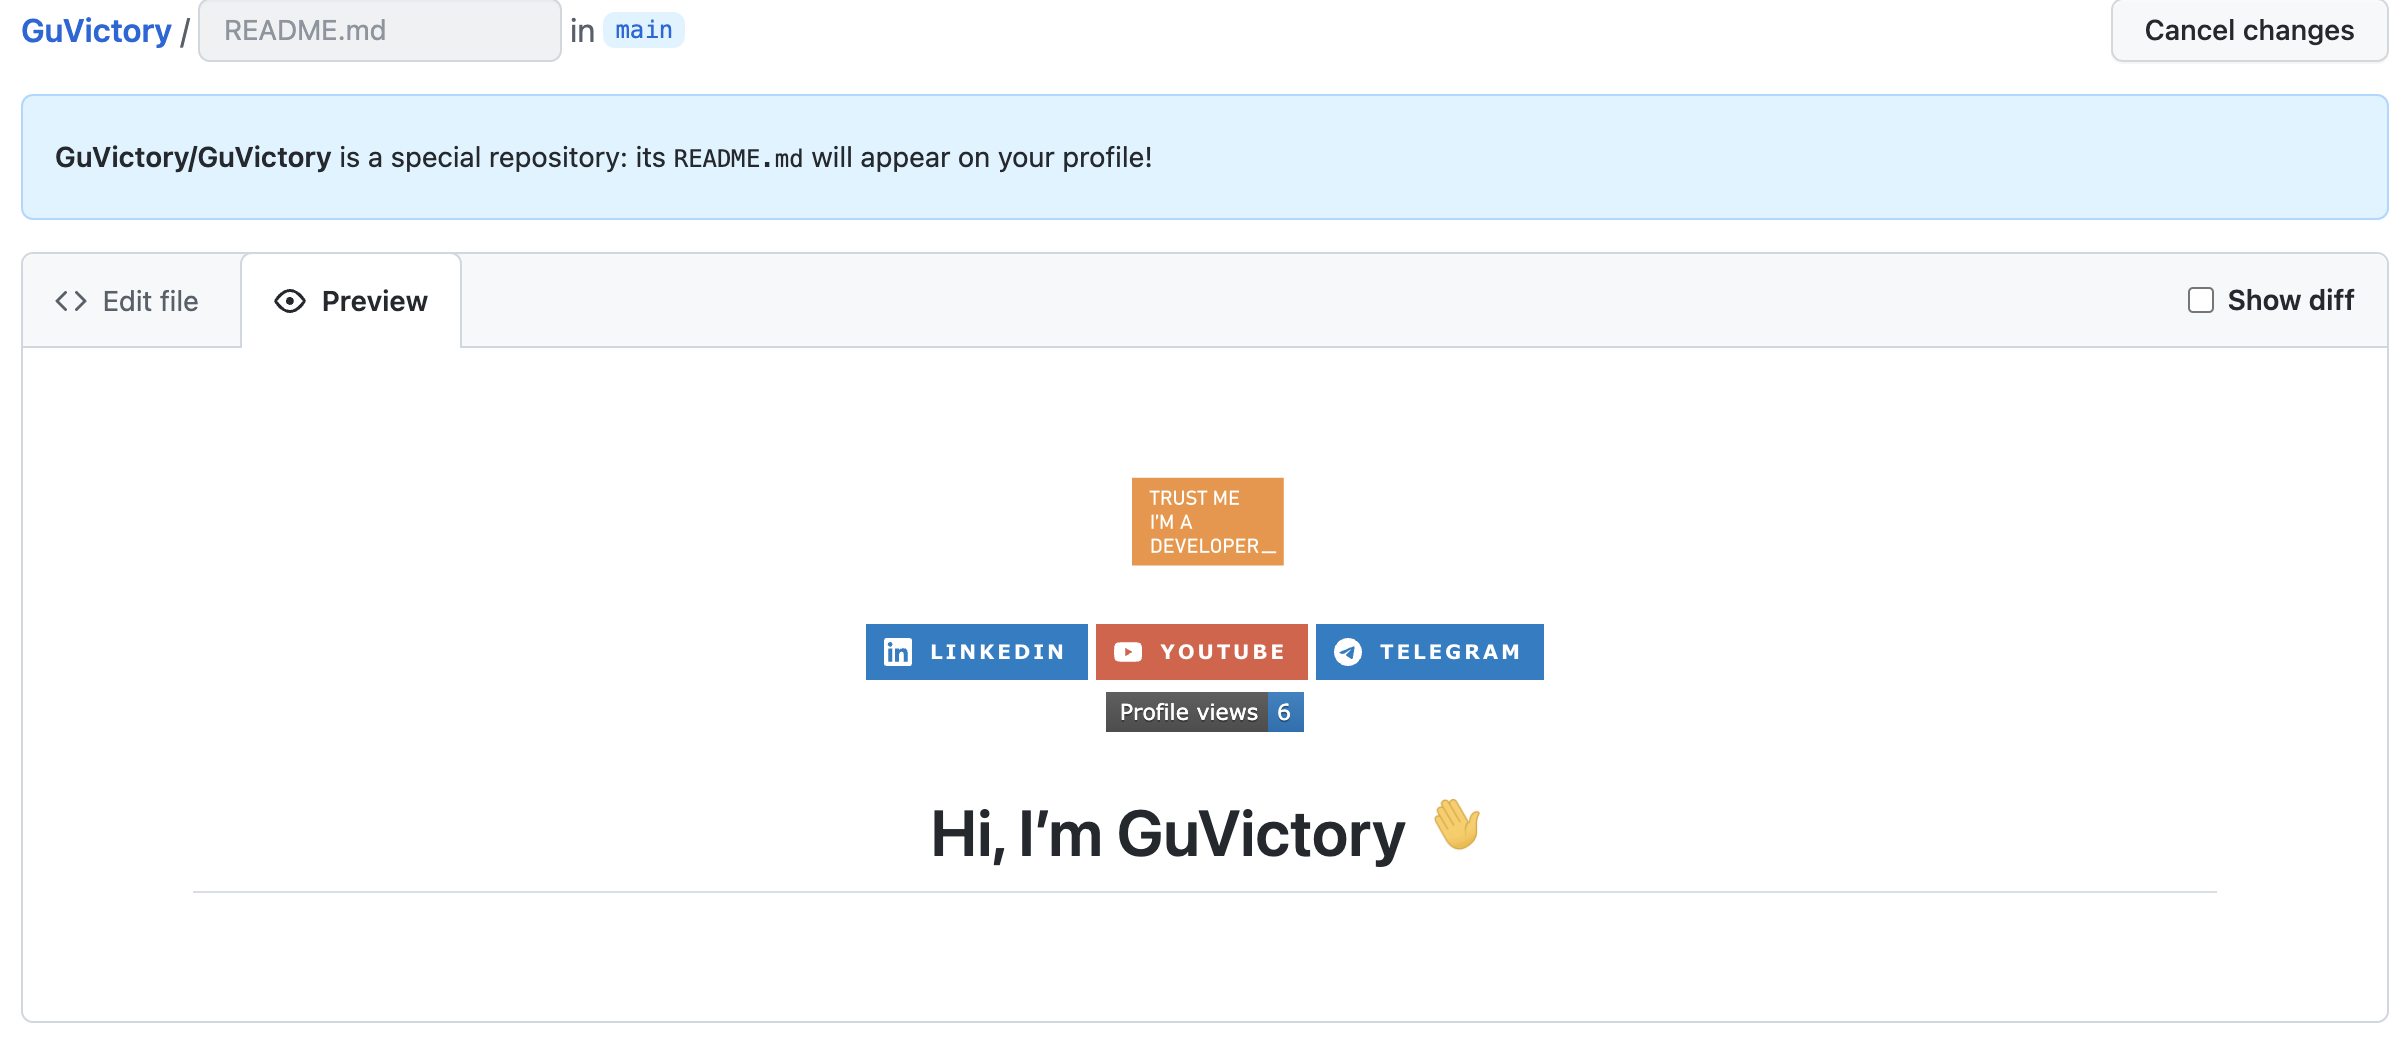 GuVictory / README.md in main
Cancel changes
GuVictory/GuVictory is a special repository: its README.md will appear on your profile!
Edit file
Preview
Show diff
TRUST ME
I'M A
DEVELOPER_
LINKEDIN
YOUTUBE
TELEGRAM
Profile views 6
Hi, I’m GuVictory 👋